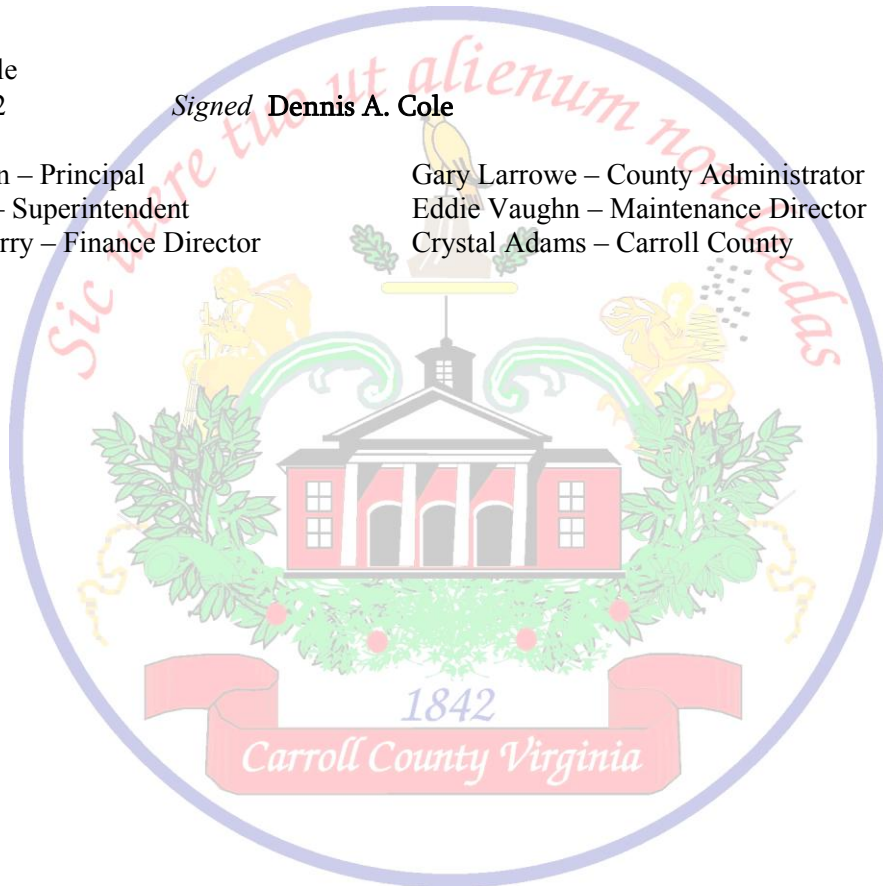 le
2 Signed Dennis A. Cole
n – Principal Gary Larrowe – County Administrator
– Superintendent Eddie Vaughn – Maintenance Director
rry – Finance Director Crystal Adams – Carroll County
Sic utere tuo ut alienum non laedas
1842
Carroll County Virginia